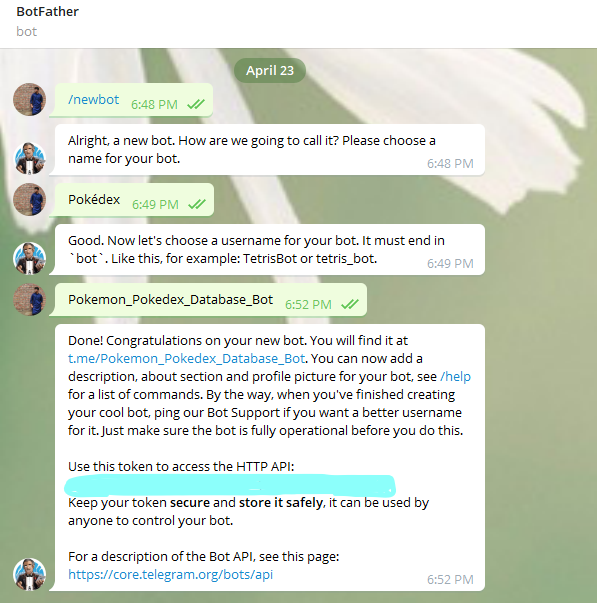 BotFather
bot
April 23
/newbot 6:48 PM
Alright, a new bot. How are we going to call it? Please choose a
name for your bot.
6:48 PM
Pokédex 6:49 PM
Good. Now let's choose a username for your bot. It must end in
`bot`. Like this, for example: TetrisBot or tetris_bot.
6:49 PM
Pokemon_Pokedex_Database_Bot 6:52 PM
Done! Congratulations on your new bot. You will find it at
t.me/Pokemon_Pokedex_Database_Bot. You can now add a
description, about section and profile picture for your bot, see /help
for a list of commands. By the way, when you've finished creating
your cool bot, ping our Bot Support if you want a better username
for it. Just make sure the bot is fully operational before you do this.
Use this token to access the HTTP API:
Keep your token secure and store it safely, it can be used by
anyone to control your bot.
For a description of the Bot API, see this page:
https://core.telegram.org/bots/api
6:52 PM